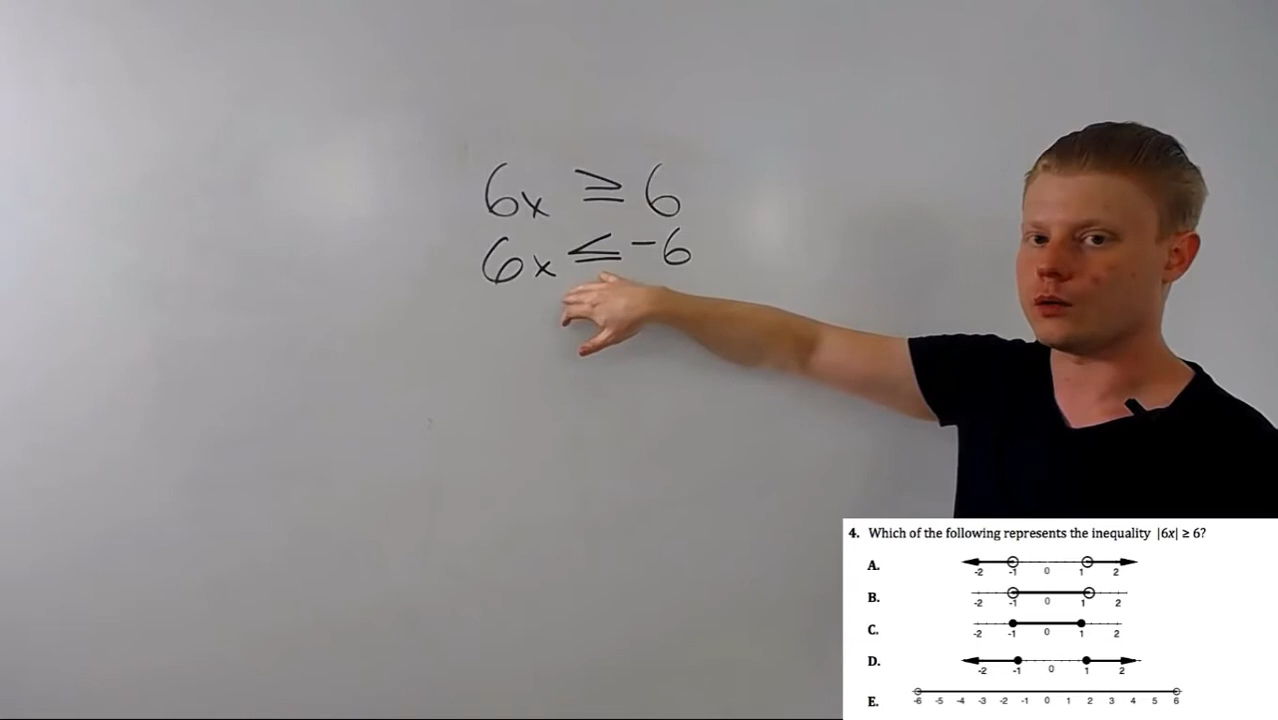 6x ≥ 6
6x ≤ -6
4. Which of the following represents the inequality |6x| ≥ 6?
A.
-2 -1 0 1 2
B.
-2 -1 0 1 2
C.
-2 -1 0 1 2
D.
-2 -1 0 1 2
E.
-6 -5 -4 -3 -2 -1 0 1 2 3 4 5 6